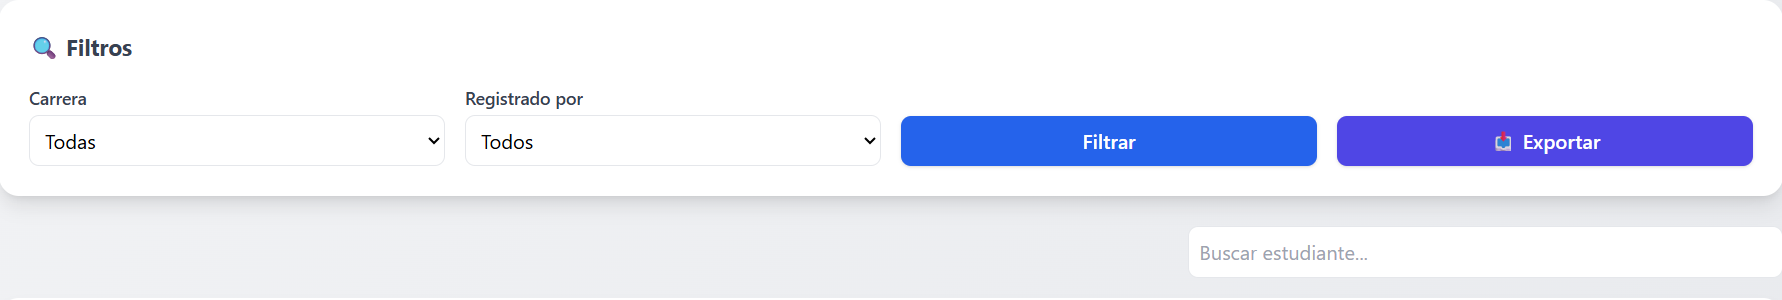 Filtros
Carrera
Registrado por
Todas
Todos
Filtrar
Exportar
Buscar estudiante...